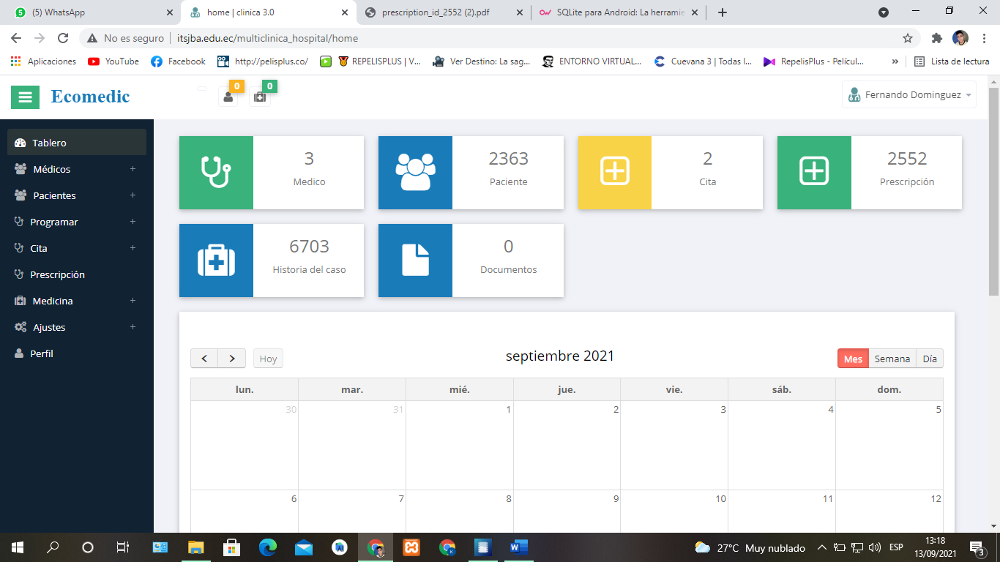 (5) WhatsApp
home | clinica 3.0
prescription_id_2552 (2).pdf
SQLite para Android: La herramie
No es seguro
itsjba.edu.ec/multiclinica_hospital/home
Aplicaciones
YouTube
Facebook
http://pelisplus.co/
REPELISPLUS | V...
Ver Destino: La sag...
ENTORNO VIRTUAL...
Cuevana 3 | Todas l...
RepelisPlus - Películ...
»
Lista de lectura
Ecomedic
0
0
Fernando Dominguez
Tablero
Médicos +
Pacientes +
Programar +
Cita +
Prescripción
Medicina +
Ajustes +
Perfil
3
Medico
2363
Paciente
2
Cita
2552
Prescripción
6703
Historia del caso
0
Documentos
Hoy
septiembre 2021
Mes Semana Día
lun. mar. mié. jue. vie. sáb. dom.
30 31 1 2 3 4 5
6 7 8 9 10 11 12
27°C Muy nublado
ESP
13:18
13/09/2021
3